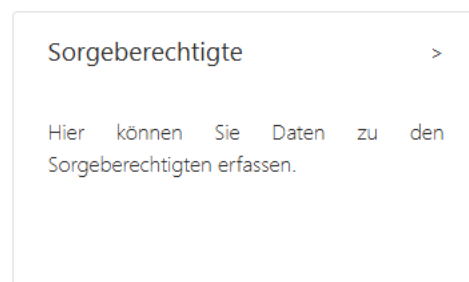 Sorgeberechtigte >
Hier können Sie Daten zu den
Sorgeberechtigten erfassen.